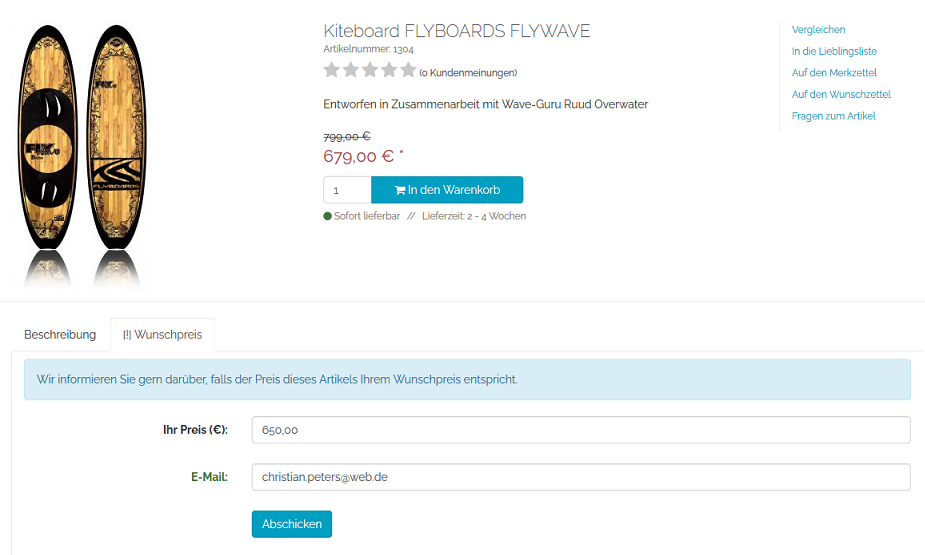 Kiteboard FLYBOARDS FLYWAVE
Artikelnummer: 1304
(0 Kundenmeinungen)
Entworfen in Zusammenarbeit mit Wave-Guru Ruud Overwater
799,00 €
679,00 € *
1
In den Warenkorb
Sofort lieferbar // Lieferzeit: 2 - 4 Wochen
Vergleichen
In die Lieblingsliste
Auf den Merkzettel
Auf den Wunschzettel
Fragen zum Artikel
FLYBOARDS
Beschreibung
[!] Wunschpreis
Wir informieren Sie gern darüber, falls der Preis dieses Artikels Ihrem Wunschpreis entspricht.
Ihr Preis (€):
650,00
E-Mail:
christian.peters@web.de
Abschicken